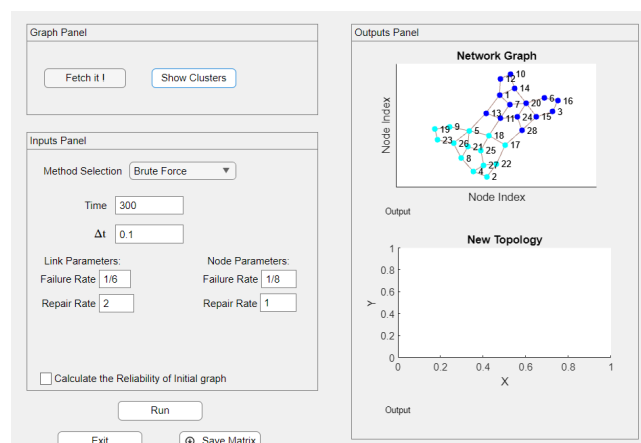 Graph Panel
Fetch it !
Show Clusters
Inputs Panel
Method Selection
Brute Force
Time
300
Δt
0.1
Link Parameters:
Failure Rate
1/6
Repair Rate
2
Node Parameters:
Failure Rate
1/8
Repair Rate
1
Calculate the Reliability of Initial graph
Run
Exit
Save Matrix
Outputs Panel
Network Graph
Node Index
10
12
14
1
7
20
6
16
3
15
13
11
24
28
19
9
5
18
23
26
21
25
17
8
4
27
22
2
Node Index
Output
New Topology
Y
1
0.8
0.6
0.4
0.2
0
0
0.2
0.4
0.6
0.8
1
X
Output